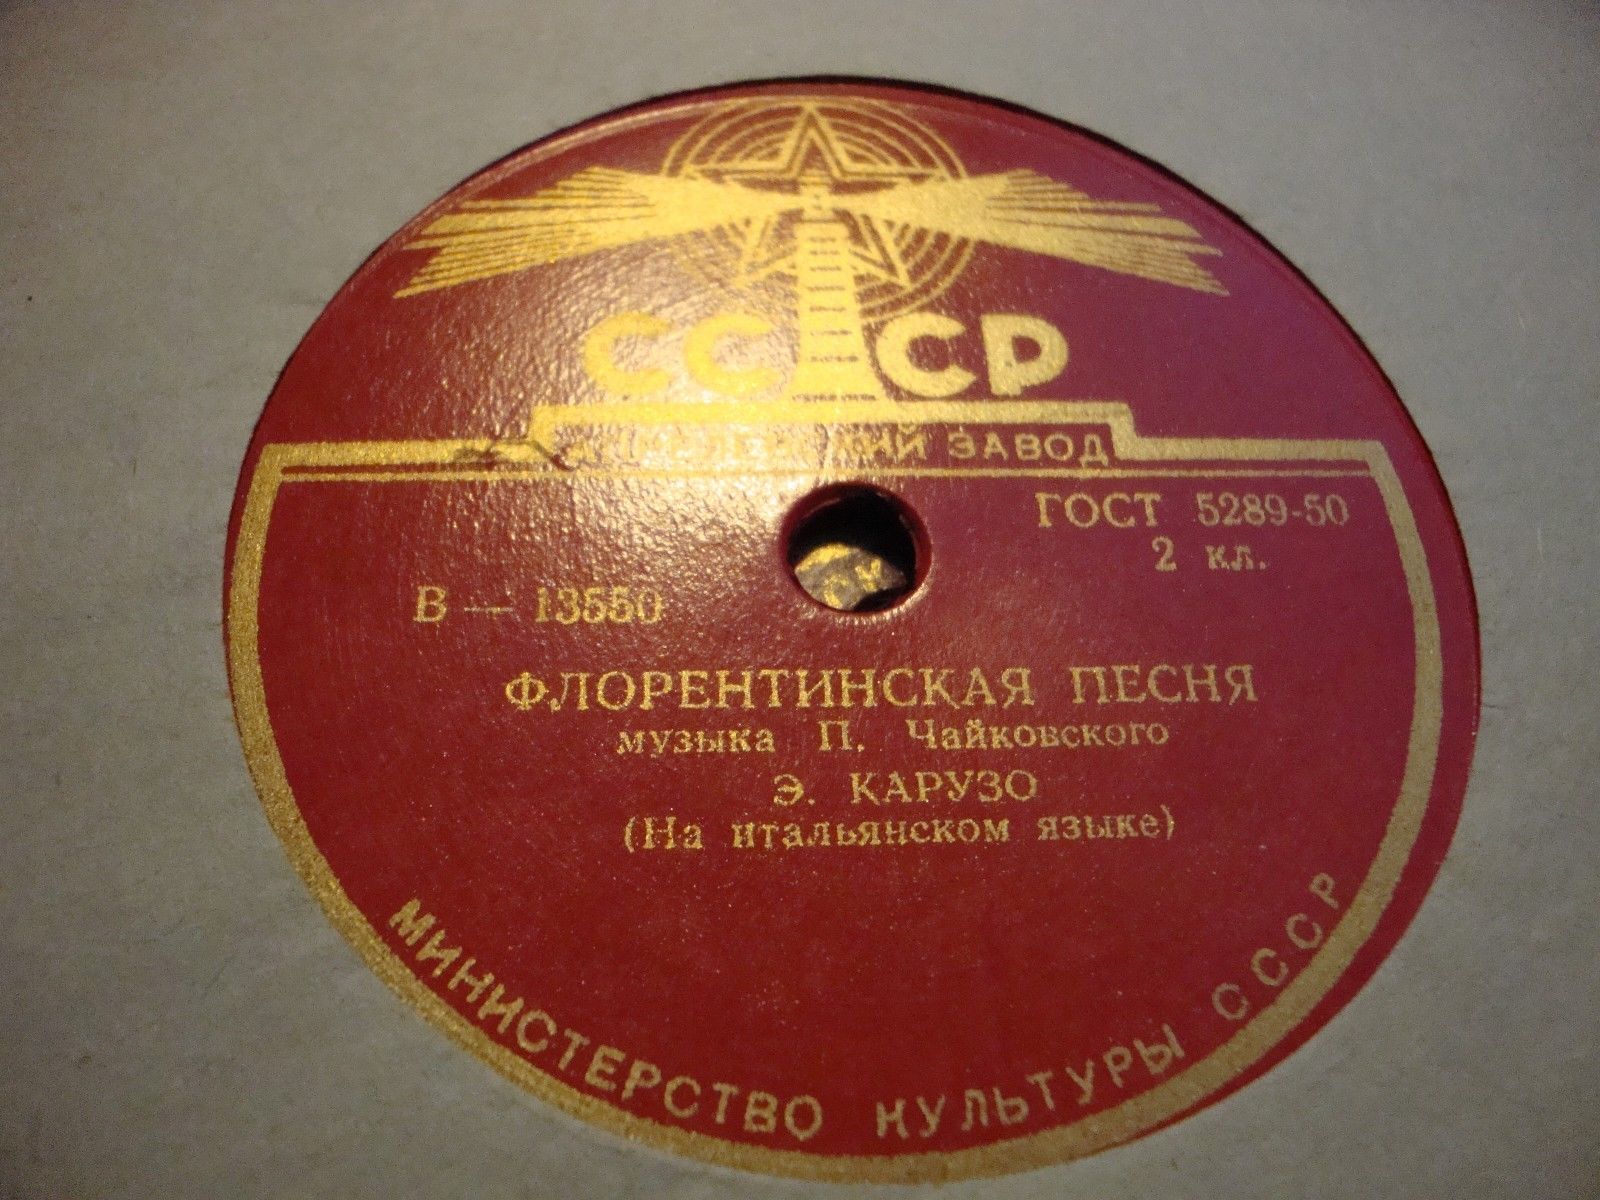 СССР
ЗАВОД
ГОСТ 5289-50
2 кл.
В — 13550
ФЛОРЕНТИНСКАЯ ПЕСНЯ
музыка П. Чайковского
Э. КАРУЗО
(На итальянском языке)
МИНИСТЕРСТВО КУЛЬТУРЫ СССР